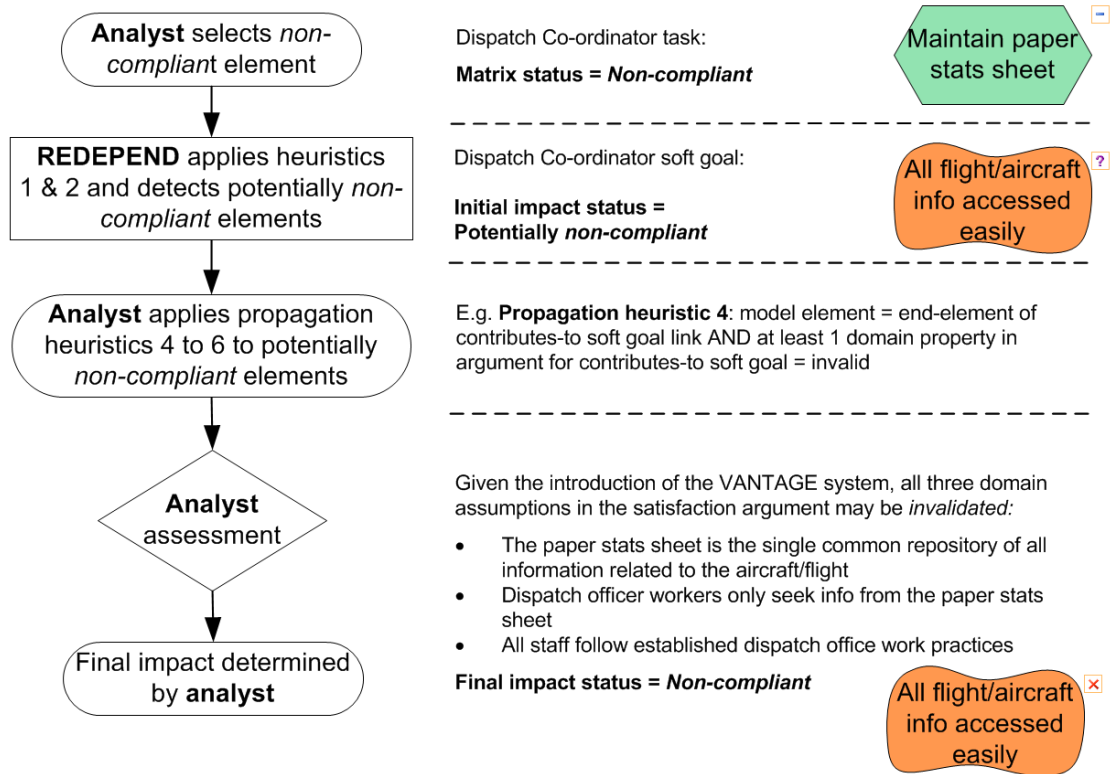 Analyst selects non-
compliant element
Dispatch Co-ordinator task:
Matrix status = Non-compliant
Maintain paper
stats sheet
REDEPEND applies heuristics
1 & 2 and detects potentially non-
compliant elements
Dispatch Co-ordinator soft goal:
Initial impact status =
Potentially non-compliant
All flight/aircraft
info accessed
easily
?
Analyst applies propagation
heuristics 4 to 6 to potentially
non-compliant elements
E.g. Propagation heuristic 4: model element = end-element of
contributes-to soft goal link AND at least 1 domain property in
argument for contributes-to soft goal = invalid
Analyst
assessment
Given the introduction of the VANTAGE system, all three domain
assumptions in the satisfaction argument may be invalidated:
• The paper stats sheet is the single common repository of all
information related to the aircraft/flight
• Dispatch officer workers only seek info from the paper stats
sheet
• All staff follow established dispatch office work practices
Final impact determined
by analyst
Final impact status = Non-compliant
All flight/aircraft
info accessed
easily